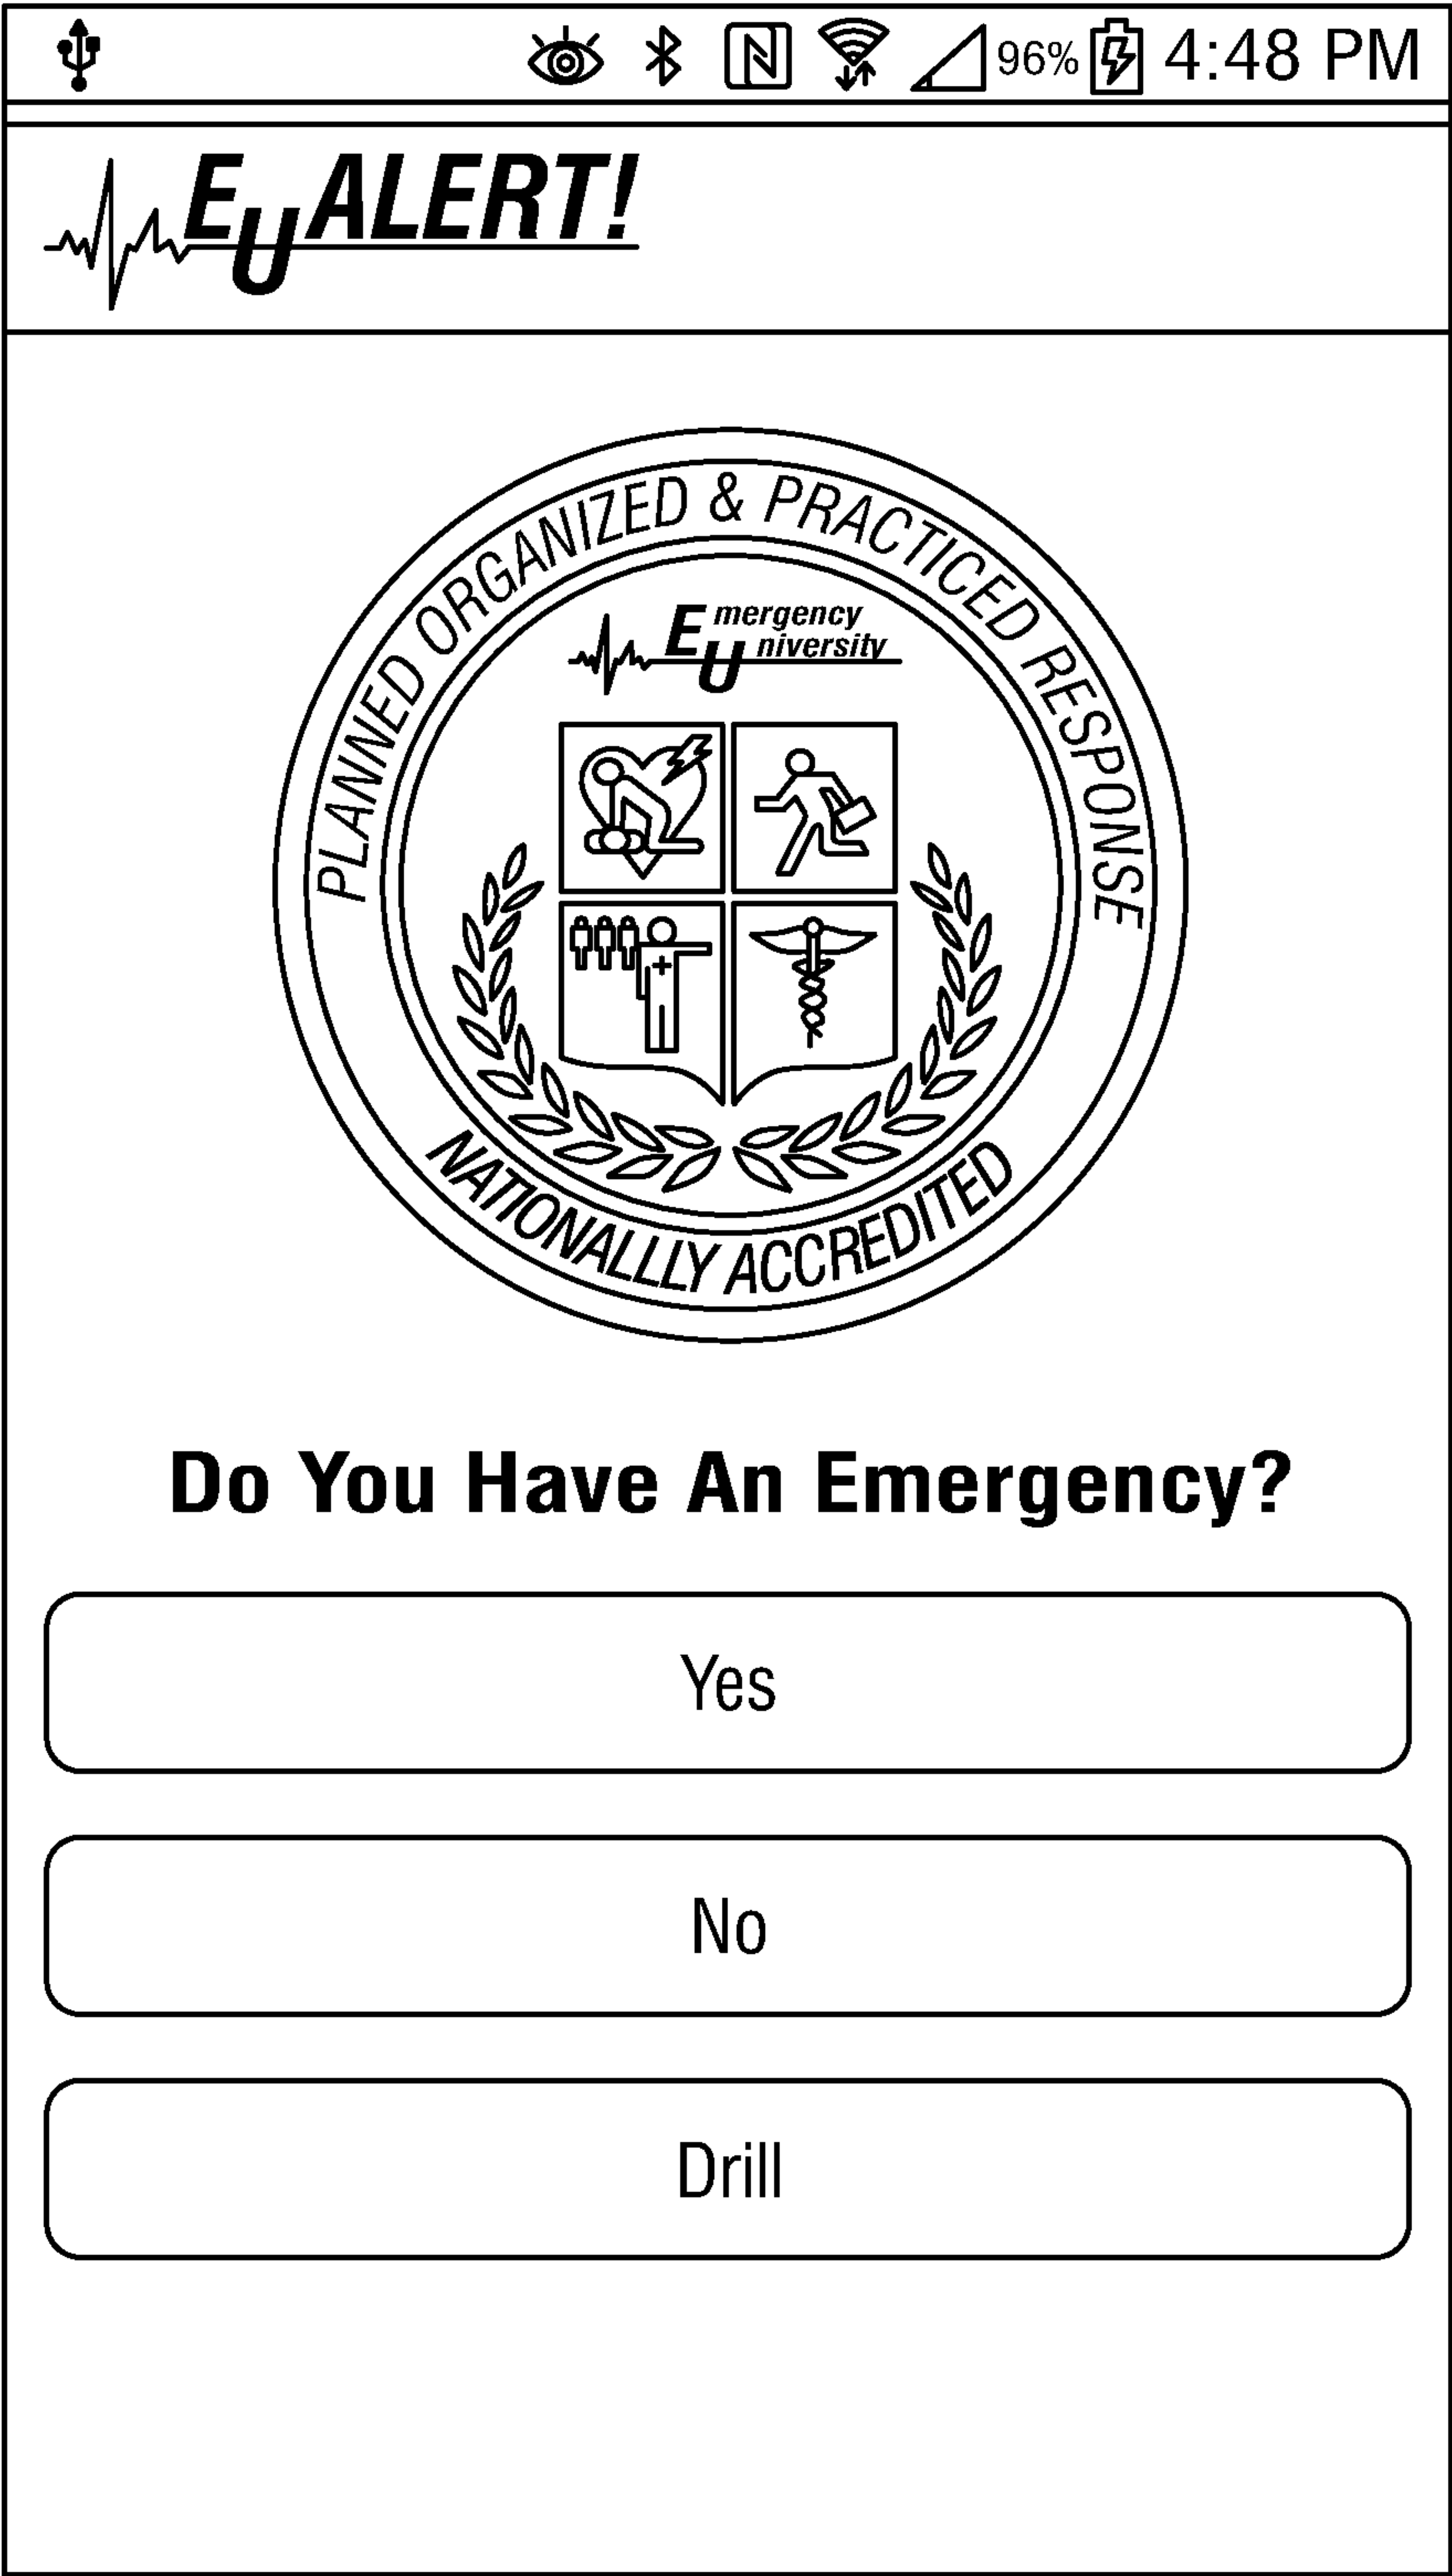 96% 4:48 PM
EUALERT!
PLANNED ORGANIZED & PRACTICED RESPONSE
Emergency
University
NATIONALLLY ACCREDITED
Do You Have An Emergency?
Yes
No
Drill